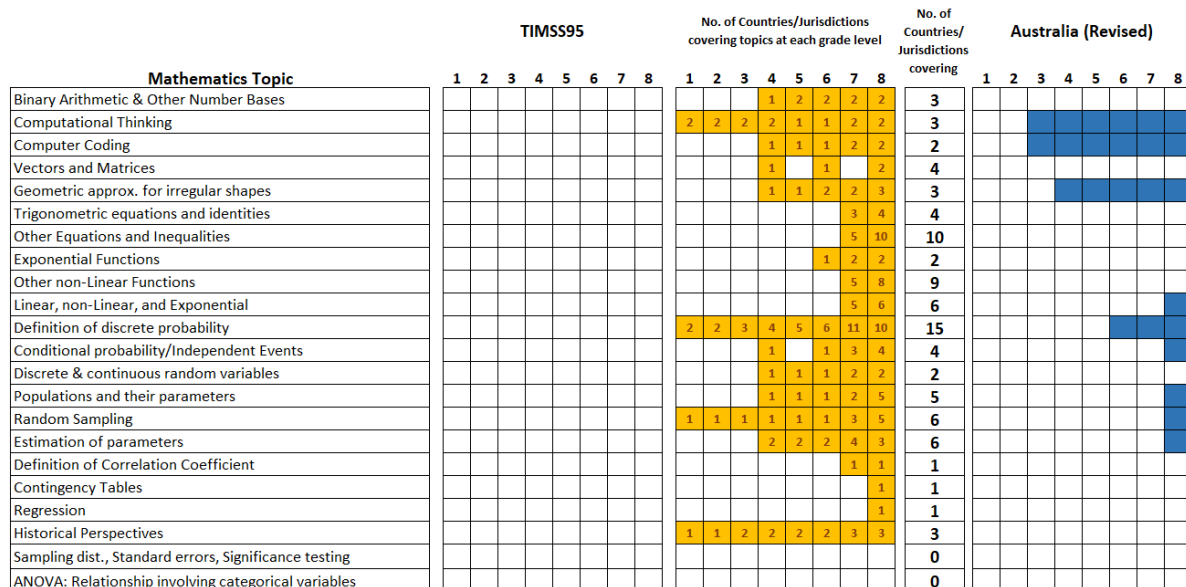 No. of Countries/Jurisdictions
covering topics at each grade level
No. of
Countries/
Jurisdictions
covering
TIMSS95
Australia (Revised)
Mathematics Topic 1 2 3 4 5 6 7 8 1 2 3 4 5 6 7 8 1 2 3 4 5 6 7 8
Binary Arithmetic & Other Number Bases 1 2 2 2 2 3
Computational Thinking 2 2 2 2 1 1 2 2 3
Computer Coding 1 1 1 2 2 2
Vectors and Matrices 1 1 2 4
Geometric approx. for irregular shapes 1 1 2 2 3 3
Trigonometric equations and identities 3 4 4
Other Equations and Inequalities 5 10 10
Exponential Functions 1 2 2 2
Other non-Linear Functions 5 8 9
Linear, non-Linear, and Exponential 5 6 6
Definition of discrete probability 2 2 3 4 5 6 11 10 15
Conditional probability/Independent Events 1 1 3 4 4
Discrete & continuous random variables 1 1 1 2 2 2
Populations and their parameters 1 1 1 2 5 5
Random Sampling 1 1 1 1 1 1 3 5 6
Estimation of parameters 2 2 2 4 3 6
Definition of Correlation Coefficient 1 1 1
Contingency Tables 1 1
Regression 1 1
Historical Perspectives 1 1 2 2 2 2 3 3 3
Sampling dist., Standard errors, Significance testing 0
ANOVA: Relationship involving categorical variables 0